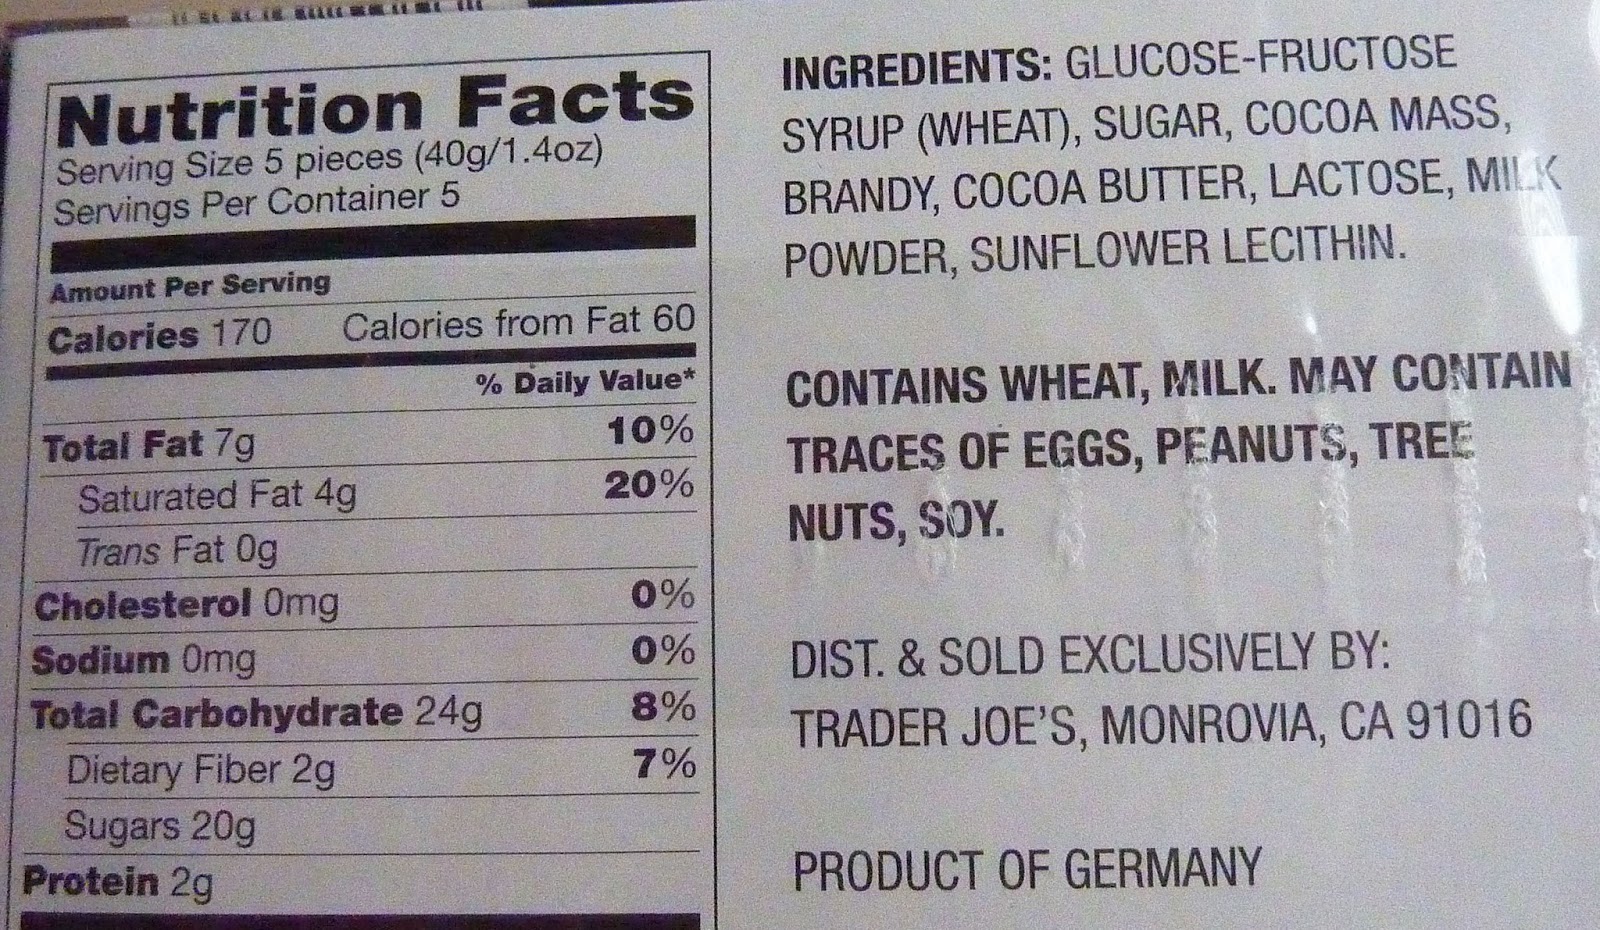 Nutrition Facts
Serving Size 5 pieces (40g/1.4oz)
Servings Per Container 5
Amount Per Serving
Calories 170 Calories from Fat 60
% Daily Value*
Total Fat 7g 10%
Saturated Fat 4g 20%
Trans Fat 0g
Cholesterol 0mg 0%
Sodium 0mg 0%
Total Carbohydrate 24g 8%
Dietary Fiber 2g 7%
Sugars 20g
Protein 2g
INGREDIENTS: GLUCOSE-FRUCTOSE
SYRUP (WHEAT), SUGAR, COCOA MASS,
BRANDY, COCOA BUTTER, LACTOSE, MILK
POWDER, SUNFLOWER LECITHIN.
CONTAINS WHEAT, MILK. MAY CONTAIN
TRACES OF EGGS, PEANUTS, TREE
NUTS, SOY.
DIST. & SOLD EXCLUSIVELY BY:
TRADER JOE'S, MONROVIA, CA 91016
PRODUCT OF GERMANY